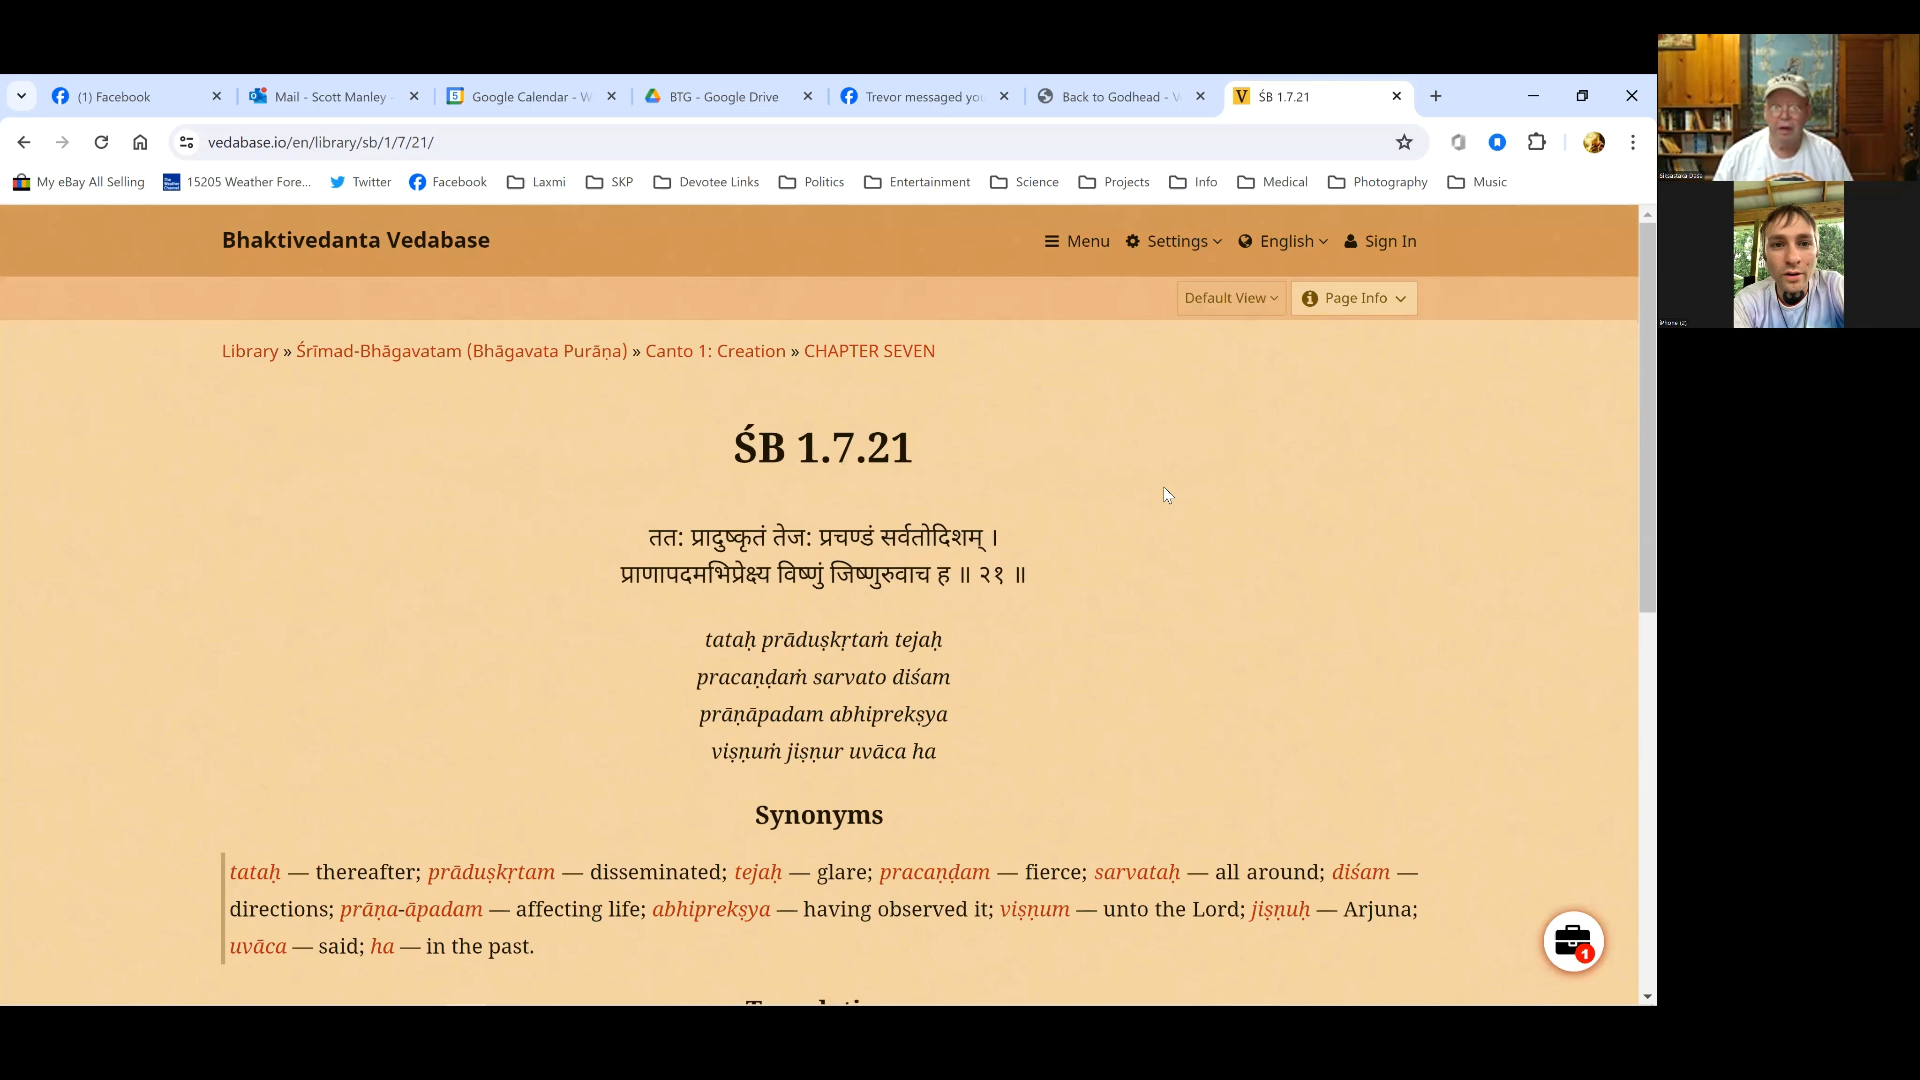 (1) Facebook
Mail - Scott Manley -
Google Calendar - W
BTG - Google Drive
Trevor messaged you
Back to Godhead - V
ŚB 1.7.21
vedabase.io/en/library/sb/1/7/21/
My eBay All Selling
15205 Weather Fore...
Twitter
Facebook
Laxmi
SKP
Devotee Links
Politics
Entertainment
Science
Projects
Info
Medical
Photography
Music
Bhaktivedanta Vedabase
Menu
Settings
English
Sign In
Default View
Page Info
Library » Śrīmad-Bhāgavatam (Bhāgavata Purāṇa) » Canto 1: Creation » CHAPTER SEVEN
ŚB 1.7.21
तत: प्रादुष्कृतं तेज: प्रचण्डं सर्वतोदिशम् ।
प्राणापदमभिप्रेक्ष्य विष्णुं जिष्णुरुवाच ह ॥ २१ ॥
tataḥ prāduṣkṛtaṁ tejaḥ
pracaṇḍaṁ sarvato diśam
prāṇāpadam abhiprekṣya
viṣṇuṁ jiṣṇur uvāca ha
Synonyms
tataḥ — thereafter; prāduṣkṛtam — disseminated; tejaḥ — glare; pracaṇḍam — fierce; sarvataḥ — all around; diśam —
directions; prāṇa-āpadam — affecting life; abhiprekṣya — having observed it; viṣṇum — unto the Lord; jiṣṇuḥ — Arjuna;
uvāca — said; ha — in the past.
1
iPhone (2)